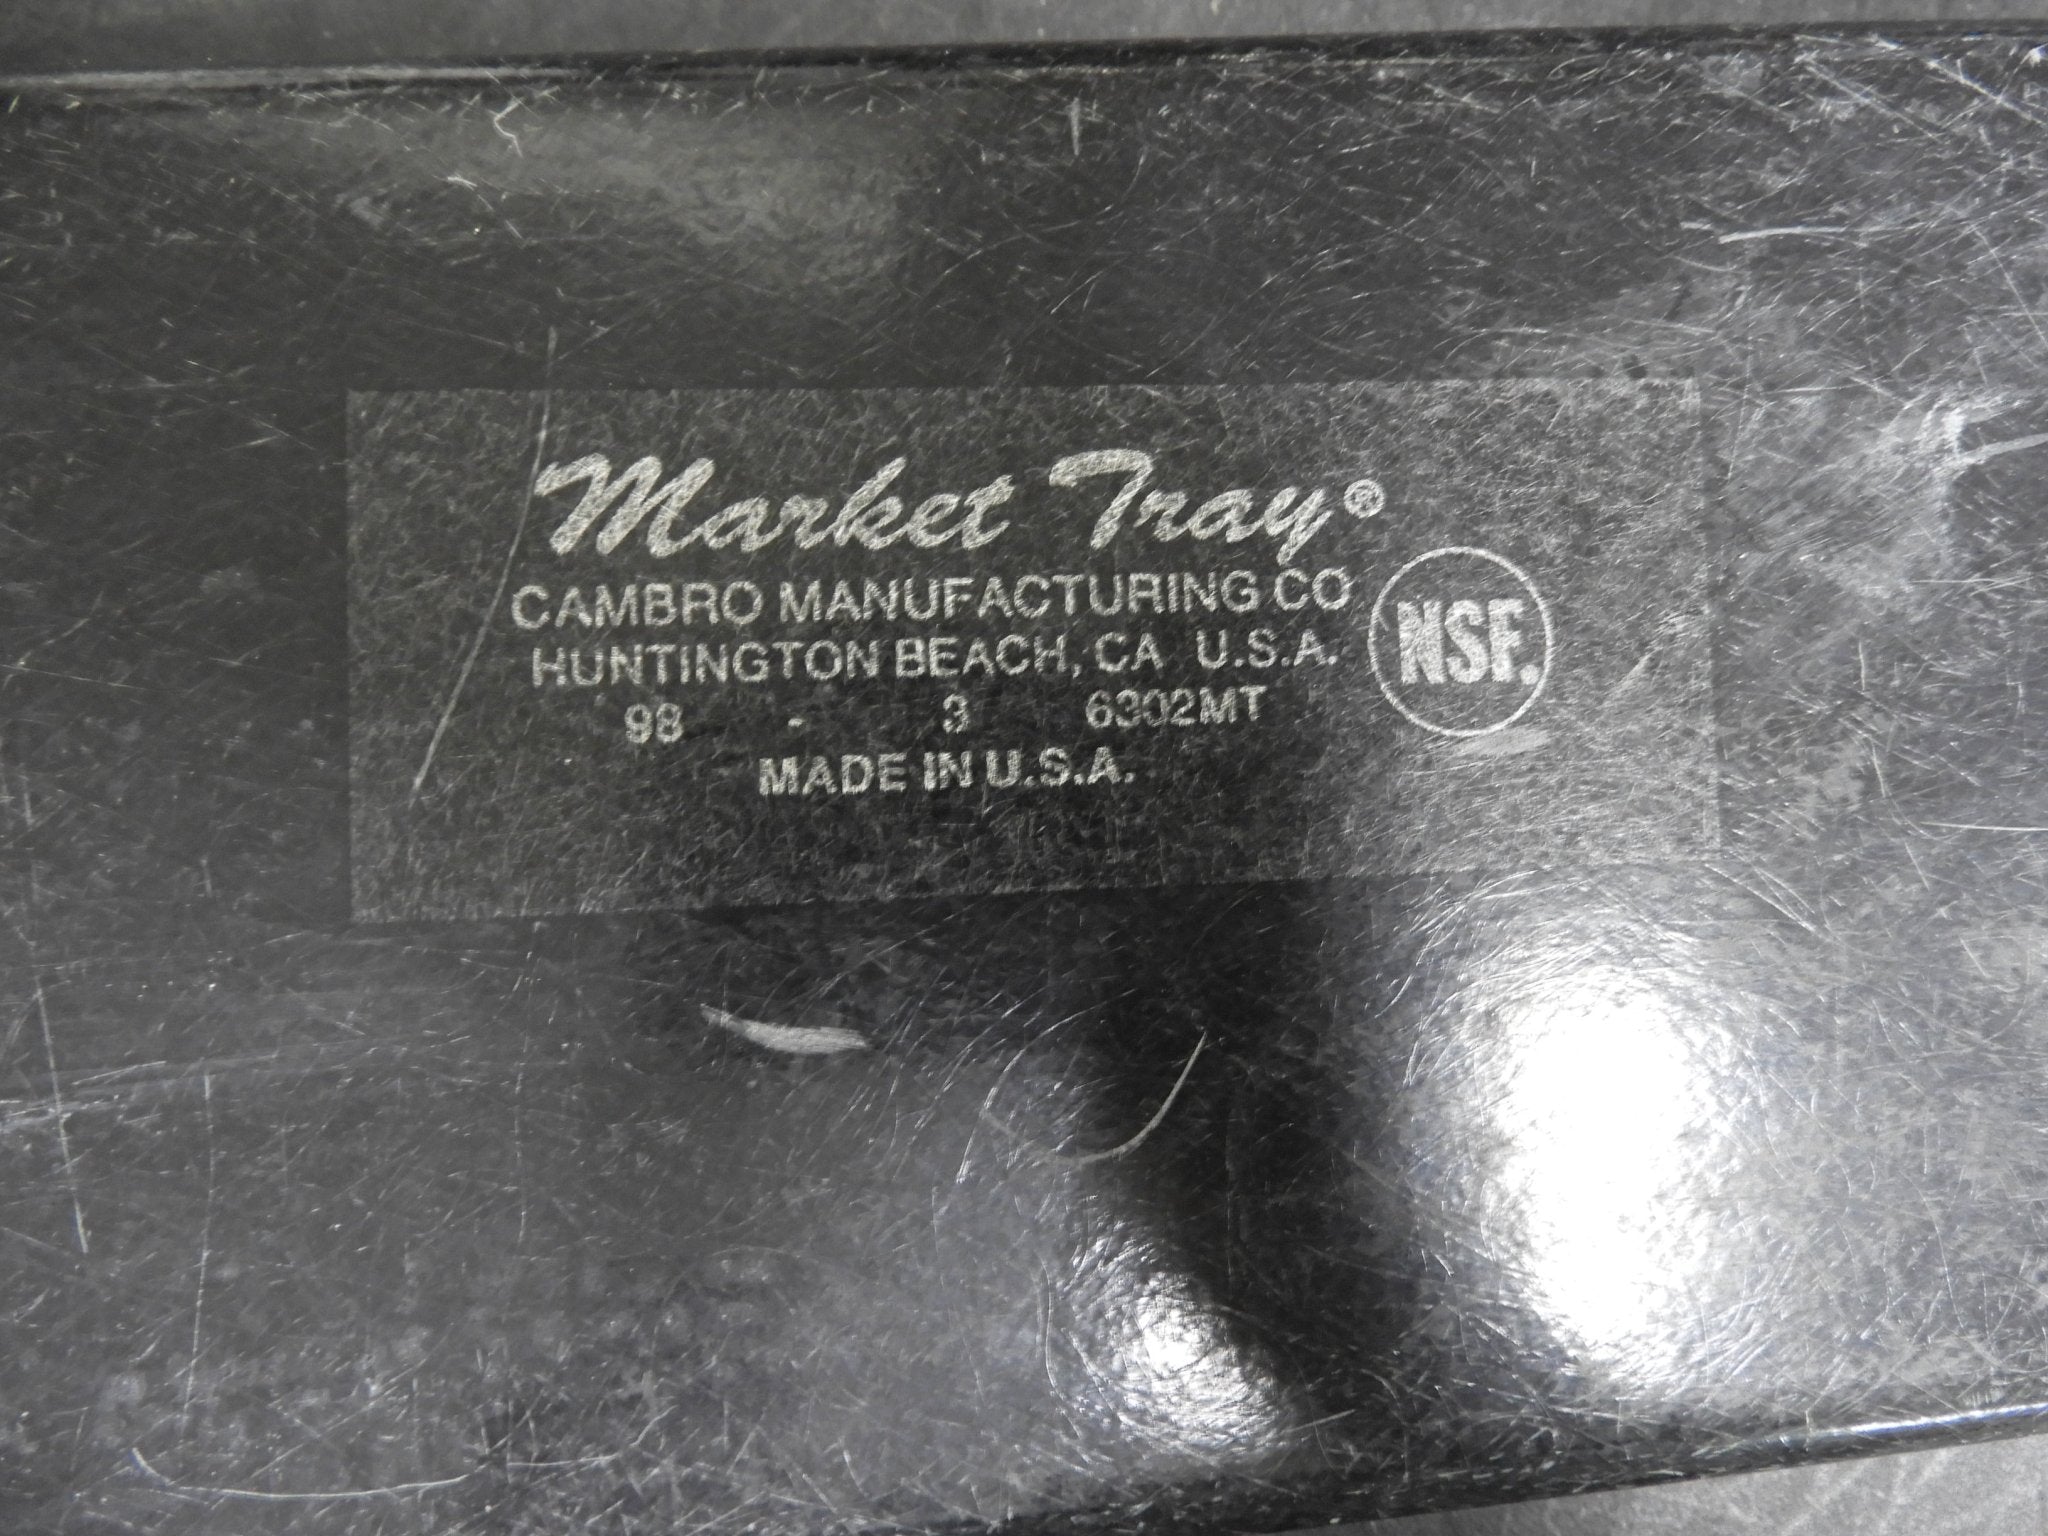 Market Tray®
CAMBRO MANUFACTURING CO
HUNTINGTON BEACH, CA U.S.A.
98 - 3 6302MT
MADE IN U.S.A.
NSF.